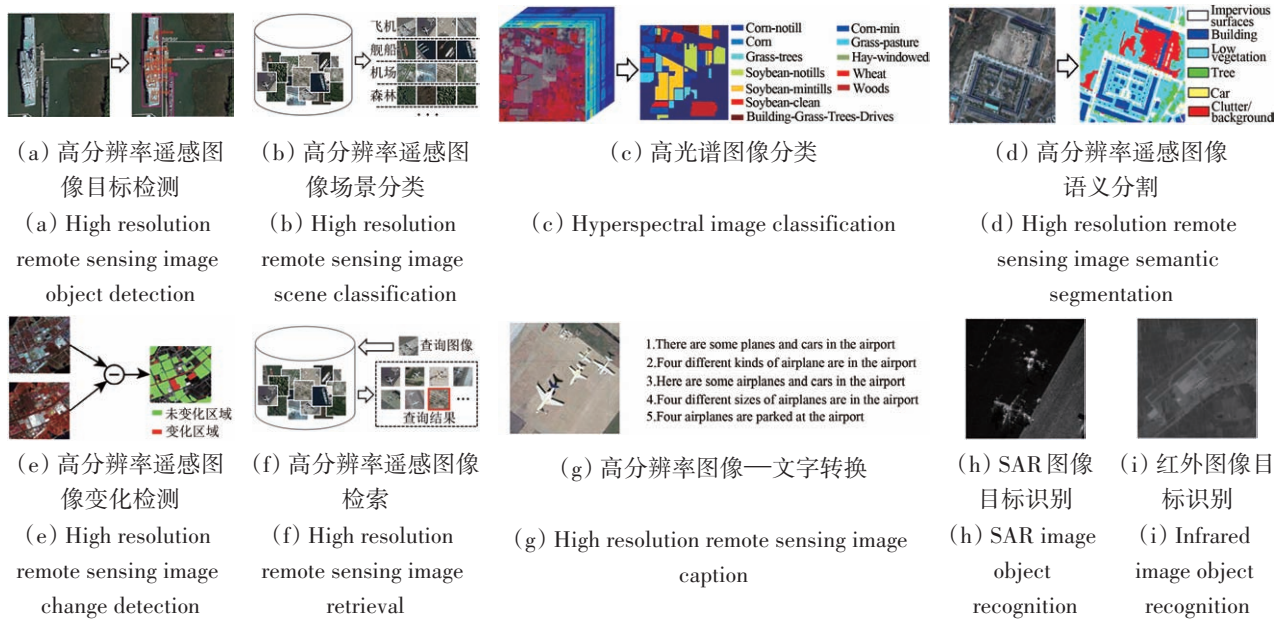 飞机
舰船
机场
森林
...
Corn-notill
Corn
Grass-trees
Soybean-notills
Soybean-mintills
Soybean-clean
Building-Grass-Trees-Drives
Corn-min
Grass-pasture
Hay-windowed
Wheat
Woods
Impervious
surfaces
Building
Low
vegetation
Tree
Car
Clutter/
background
(a)高分辨率遥感图
像目标检测
(a) High resolution
remote sensing image
object detection
(b)高分辨率遥感图
像场景分类
(b) High resolution
remote sensing image
scene classification
(c)高光谱图像分类
(c) Hyperspectral image classification
(d)高分辨率遥感图像
语义分割
(d) High resolution remote
sensing image semantic
segmentation
未变化区域
变化区域
查询图像
...
查询结果
1.There are some planes and cars in the airport
2.Four different kinds of airplane are in the airport
3.Here are some airplanes and cars in the airport
4.Four different sizes of airplanes are in the airport
5.Four airplanes are parked at the airport
(e)高分辨率遥感图
像变化检测
(e) High resolution
remote sensing image
change detection
(f)高分辨率遥感图像
检索
(f) High resolution
remote sensing image
retrieval
(g)高分辨率图像—文字转换
(g) High resolution remote sensing image
caption
(h)SAR图像
目标识别
(h) SAR image
object
recognition
(i)红外图像目
标识别
(i) Infrared
image object
recognition